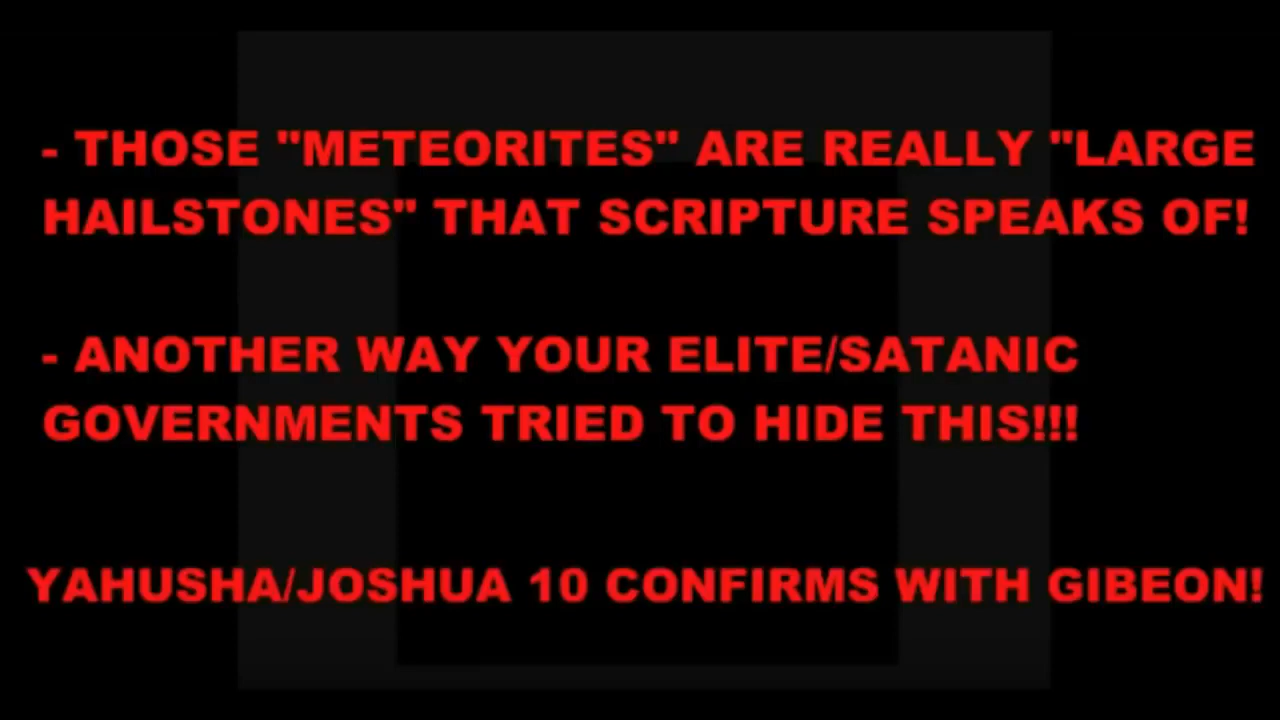 - THOSE "METEORITES" ARE REALLY "LARGE
HAILSTONES" THAT SCRIPTURE SPEAKS OF!
- ANOTHER WAY YOUR ELITE/SATANIC
GOVERNMENTS TRIED TO HIDE THIS!!!
YAHUSHA/JOSHUA 10 CONFIRMS WITH GIBEON!